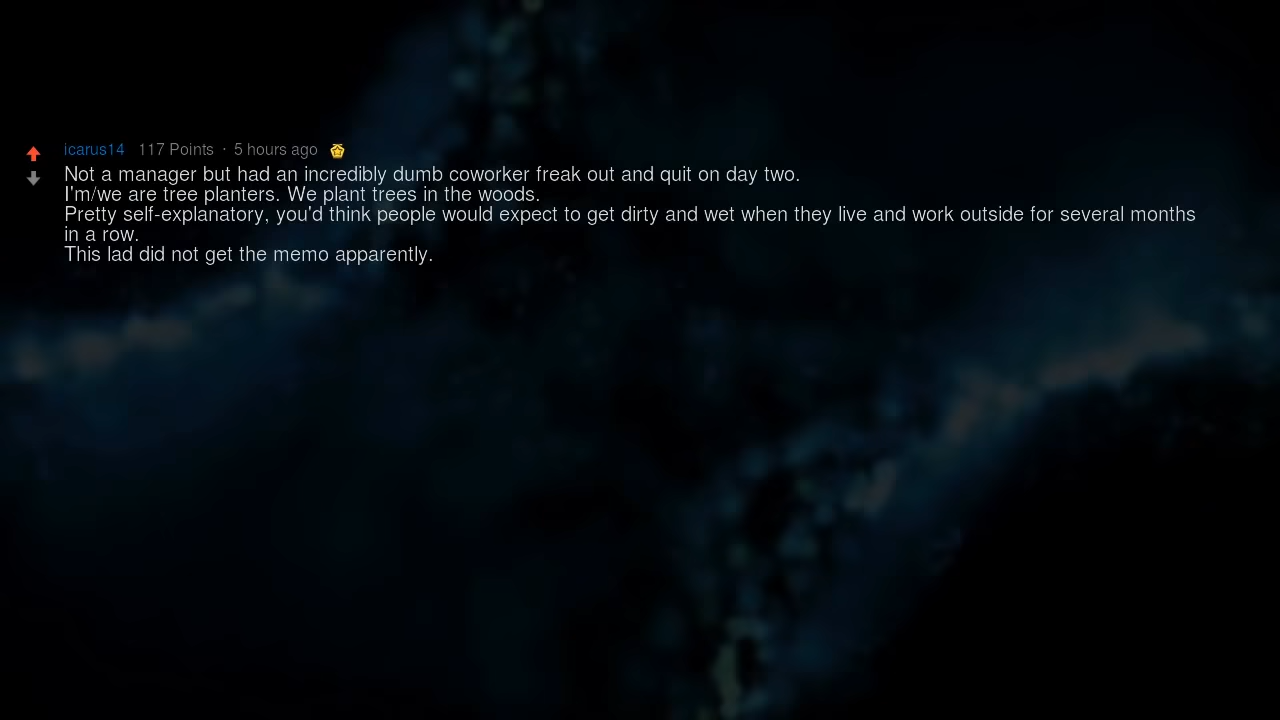 icarus14 117 Points · 5 hours ago
Not a manager but had an incredibly dumb coworker freak out and quit on day two.
I'm/we are tree planters. We plant trees in the woods.
Pretty self-explanatory, you'd think people would expect to get dirty and wet when they live and work outside for several months
in a row.
This lad did not get the memo apparently.